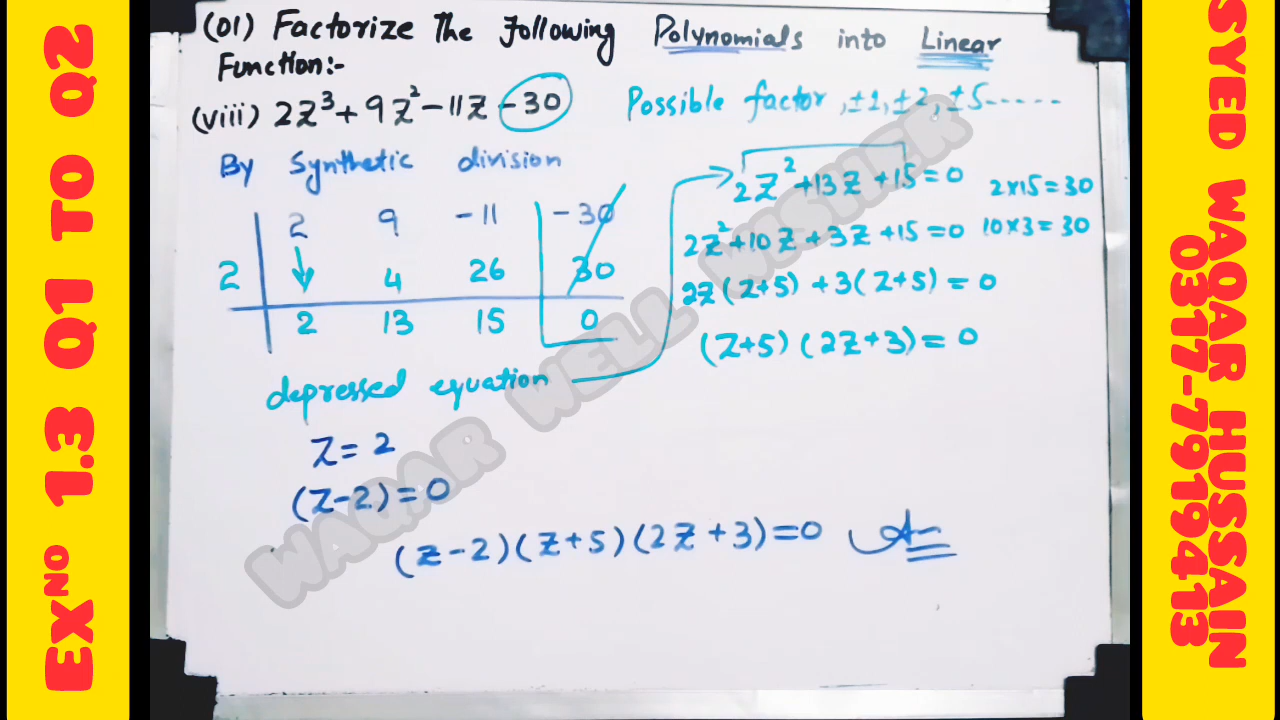 EXᴺᴼ 1.3 Q1 TO Q2
(01) Factorize The Following Polynomials into Linear
Function:-
(viii) 2z³ + 9z² - 11z - 30
Possible factor, ±1, ±2, ±5......
By Synthetic division
2 9 -11 -30
2 4 26 30
2 13 15 0
depressed equation
z = 2
(z-2) = 0
2z² + 13z + 15 = 0
2×15 = 30
2z² + 10z + 3z + 15 = 0
10×3 = 30
2z (z+5) + 3(z+5) = 0
(z+5) (2z+3) = 0
(z-2)(z+5)(2z+3)=0
WAQAR WELL WISHER
SYED WAQAR HUSSAIN
0317-7919413